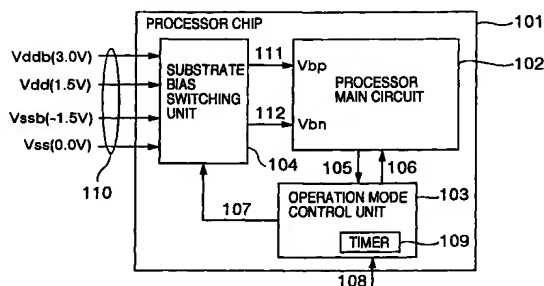 PROCESSOR CHIP
101
Vddb(3.0V)
Vdd(1.5V)
Vssb(-1.5V)
Vss(0.0V)
110
SUBSTRATE
BIAS
SWITCHING
UNIT
104
111
112
Vbp
Vbn
PROCESSOR
MAIN CIRCUIT
102
105
106
107
OPERATION MODE
CONTROL UNIT
103
TIMER
109
108